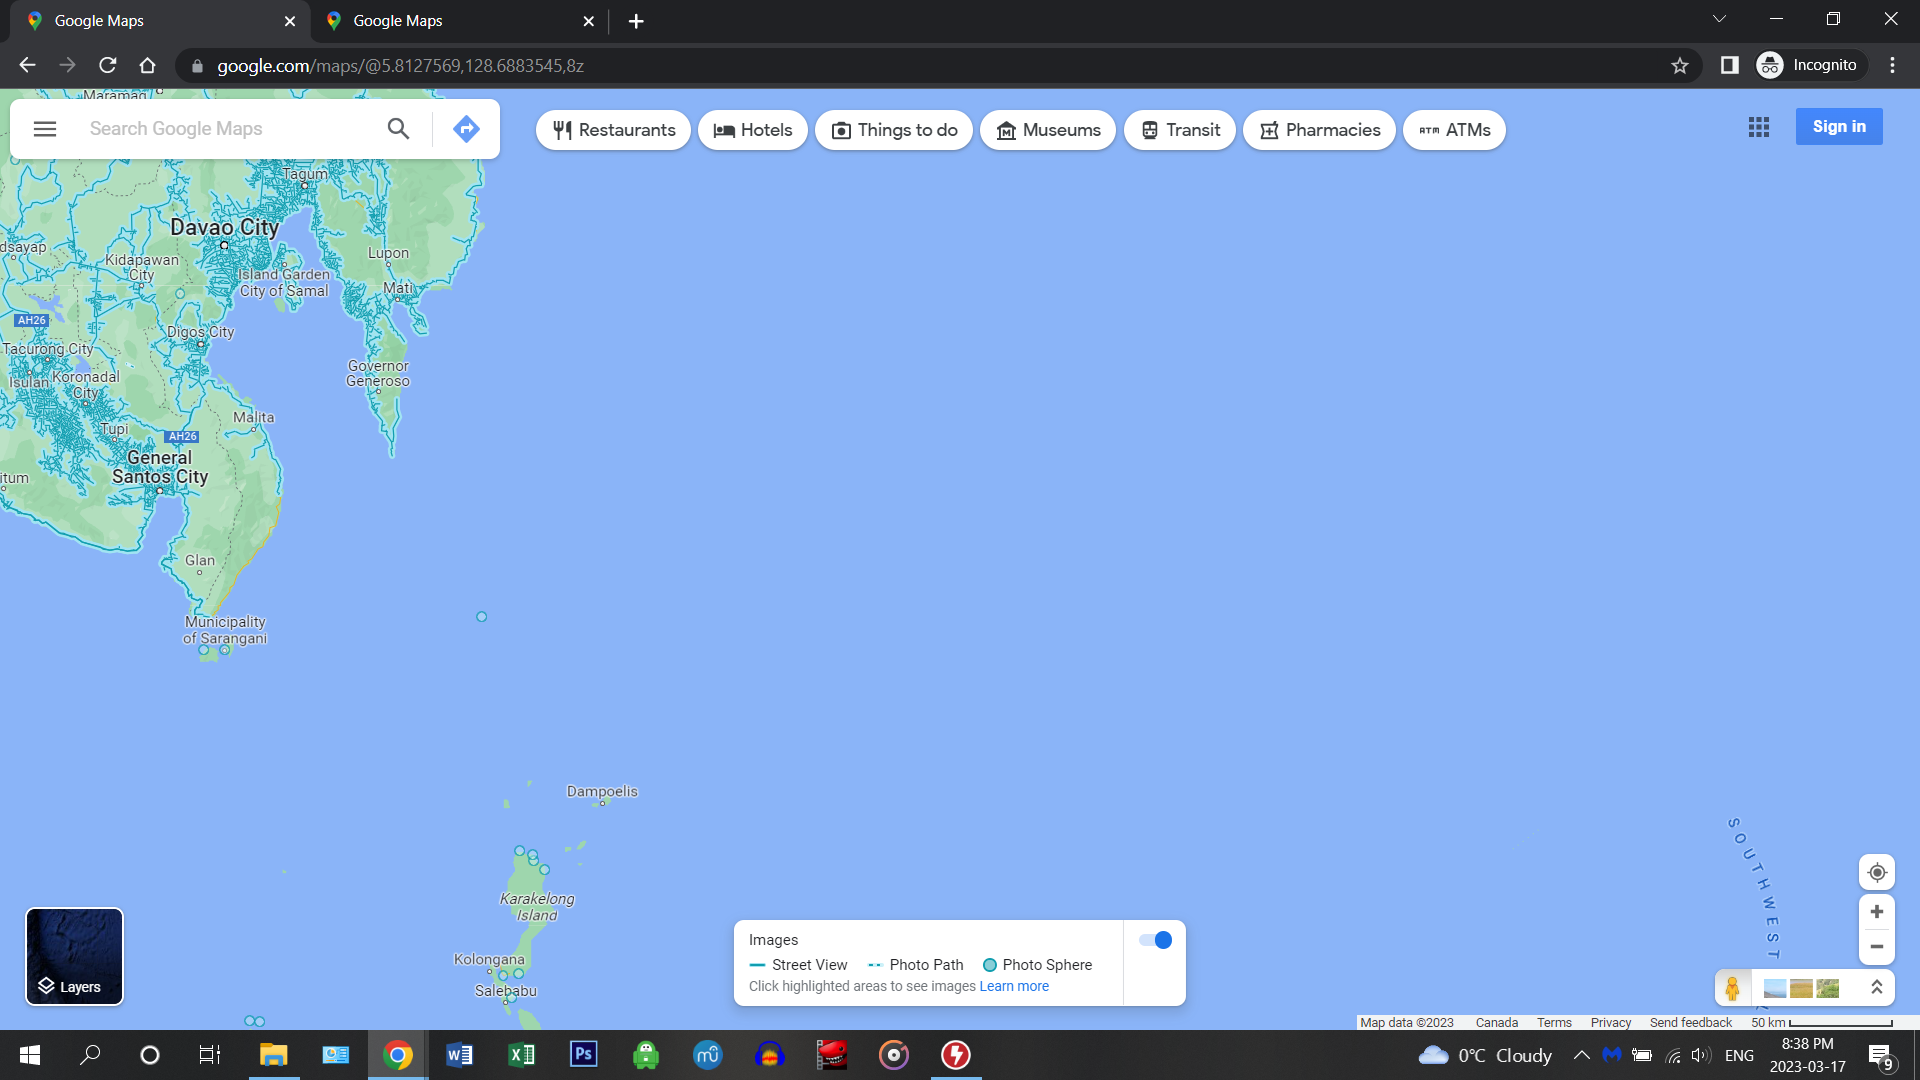 Google Maps
Google Maps
google.com/maps/@5.8127569,128.6883545,8z
Incognito
Maramag
Search Google Maps
Restaurants
Hotels
Things to do
Museums
Transit
Pharmacies
ATM ATMs
Sign in
Tagum
Davao City
dsayap
Kidapawan
City
Lupon
Island Garden
City of Samal
Mati
AH26
Digos City
Tacurong City
Isulan
Koronadal
City
Governor
Generoso
Malita
Tupi
AH26
General
Santos City
itum
Glan
Municipality
of Sarangani
Dampoelis
SOUTHWEST
Karakelong
Island
Kolongana
Salebabu
Layers
Images
Street View
Photo Path
Photo Sphere
Click highlighted areas to see images Learn more
Map data ©2023
Canada
Terms
Privacy
Send feedback
50 km
0°C Cloudy
ENG
8:38 PM
2023-03-17
9
W
X
Ps